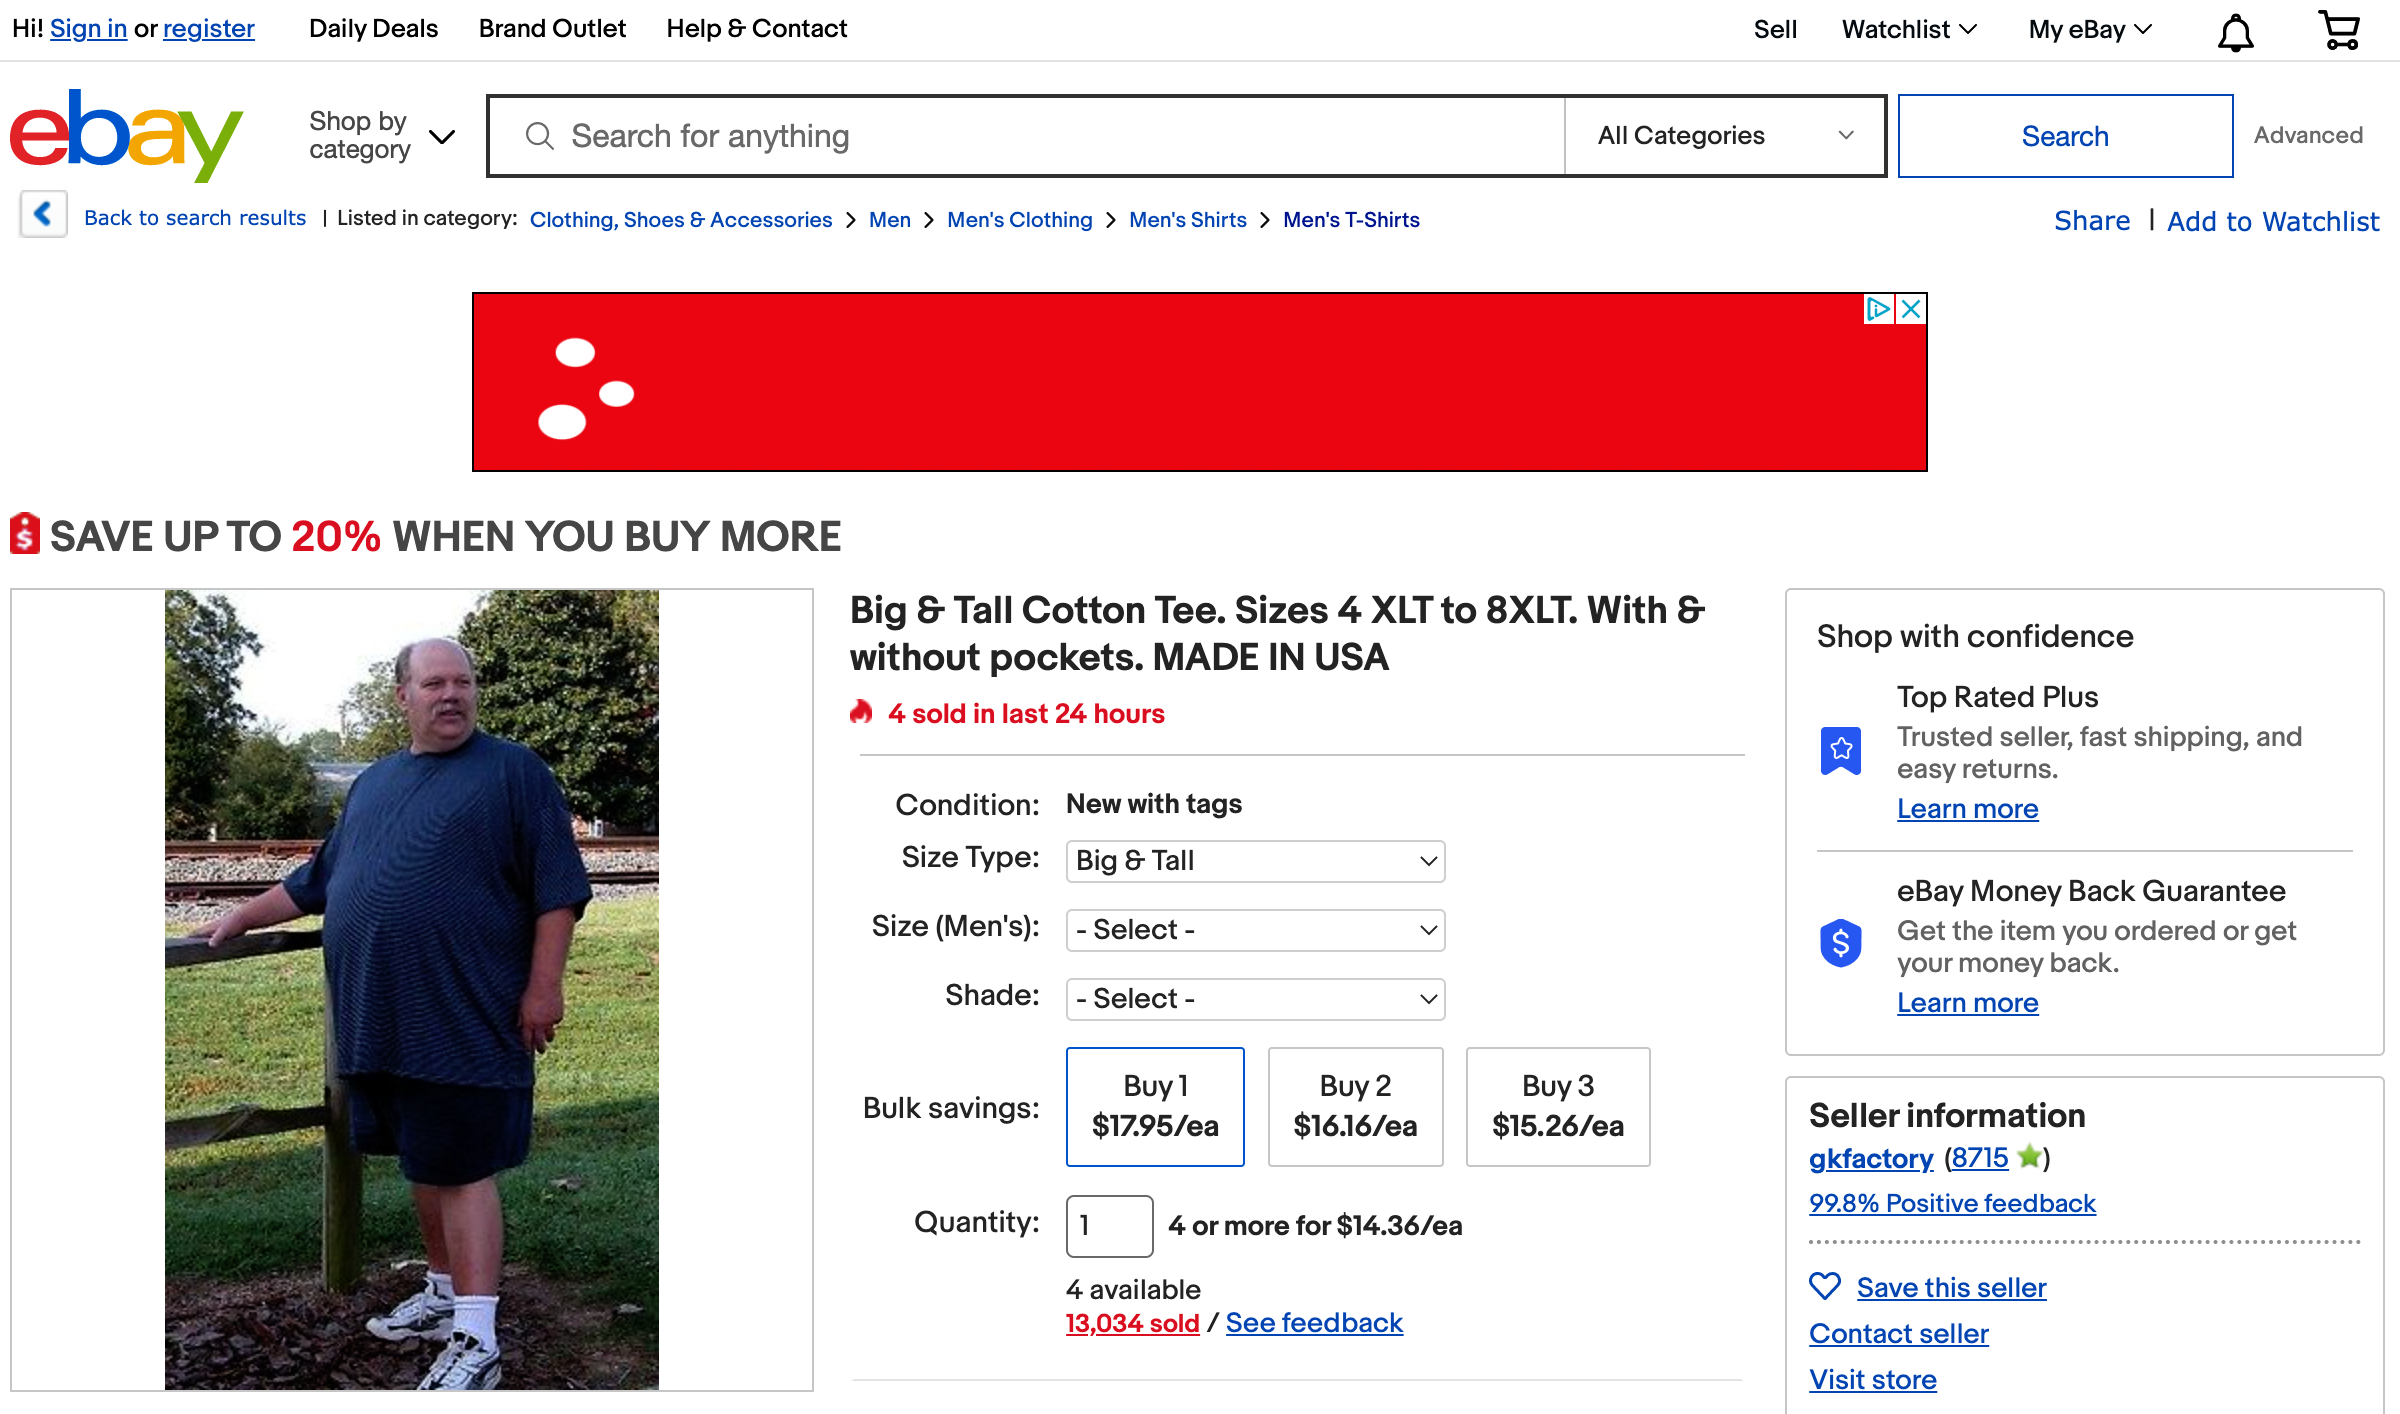 Hi! Sign in or register Daily Deals Brand Outlet Help & Contact Sell Watchlist My eBay
ebay Shop by category Search for anything All Categories Search Advanced
Back to search results | Listed in category: Clothing, Shoes & Accessories > Men > Men's Clothing > Men's Shirts > Men's T-Shirts Share | Add to Watchlist
SAVE UP TO 20% WHEN YOU BUY MORE
Big & Tall Cotton Tee. Sizes 4 XLT to 8XLT. With &
without pockets. MADE IN USA
4 sold in last 24 hours
Condition: New with tags
Size Type: Big & Tall
Size (Men's): - Select -
Shade: - Select -
Bulk savings:
Buy 1
$17.95/ea
Buy 2
$16.16/ea
Buy 3
$15.26/ea
Quantity: 1 4 or more for $14.36/ea
4 available
13,034 sold / See feedback
Shop with confidence
Top Rated Plus
Trusted seller, fast shipping, and
easy returns.
Learn more
eBay Money Back Guarantee
$
Get the item you ordered or get
your money back.
Learn more
Seller information
gkfactory (8715)
99.8% Positive feedback
Save this seller
Contact seller
Visit store